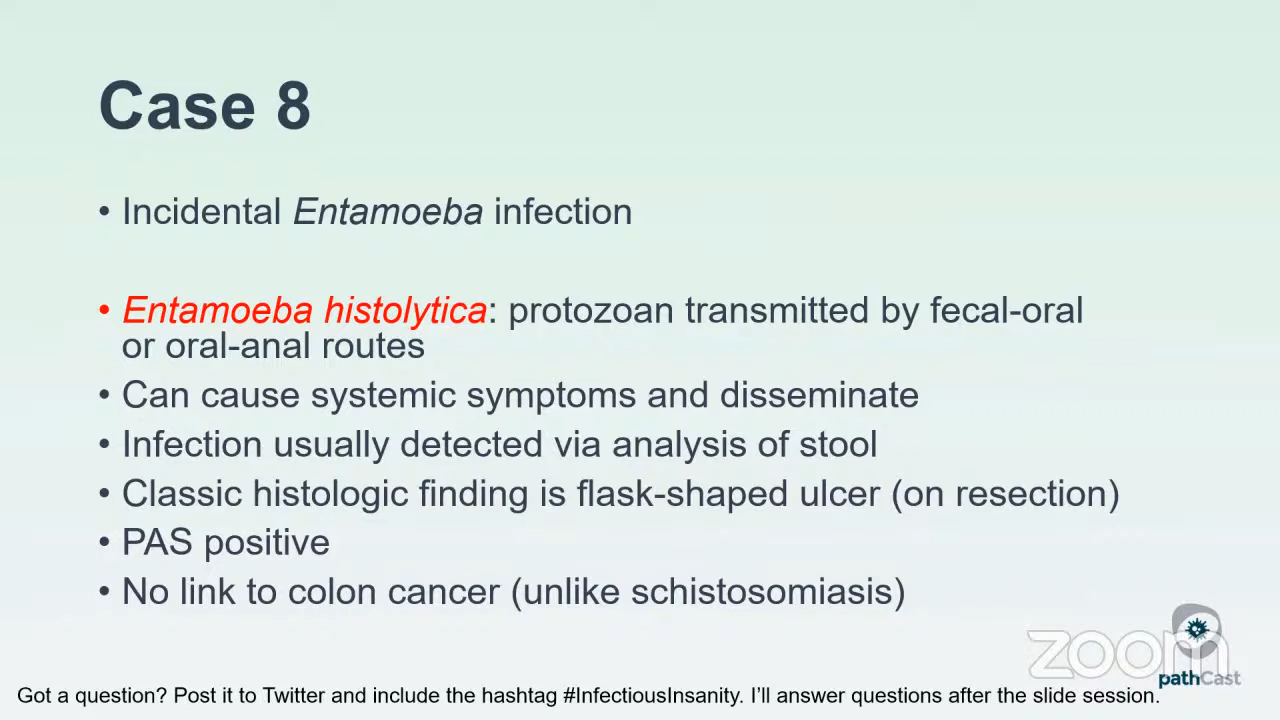 Case 8
• Incidental Entamoeba infection
• Entamoeba histolytica: protozoan transmitted by fecal-oral
or oral-anal routes
• Can cause systemic symptoms and disseminate
• Infection usually detected via analysis of stool
• Classic histologic finding is flask-shaped ulcer (on resection)
• PAS positive
• No link to colon cancer (unlike schistosomiasis)
zoom
pathCast
Got a question? Post it to Twitter and include the hashtag #InfectiousInsanity. I’ll answer questions after the slide session.